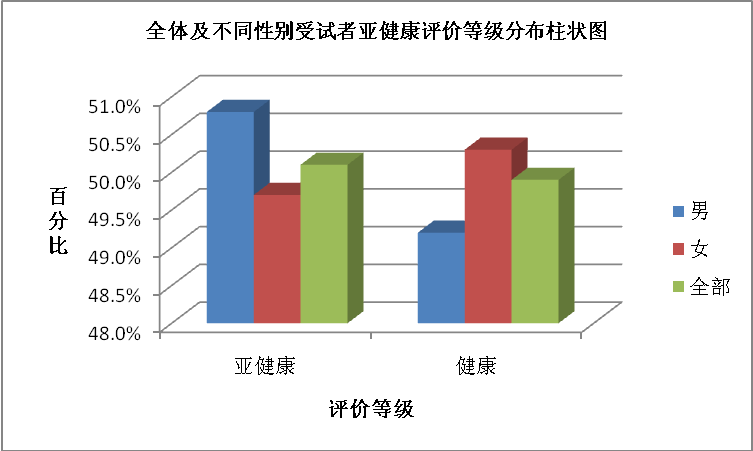 全体及不同性别受试者亚健康评价等级分布柱状图
51.0%
50.5%
50.0%
49.5%
49.0%
48.5%
48.0%
百分比
亚健康
健康
评价等级
男
女
全部